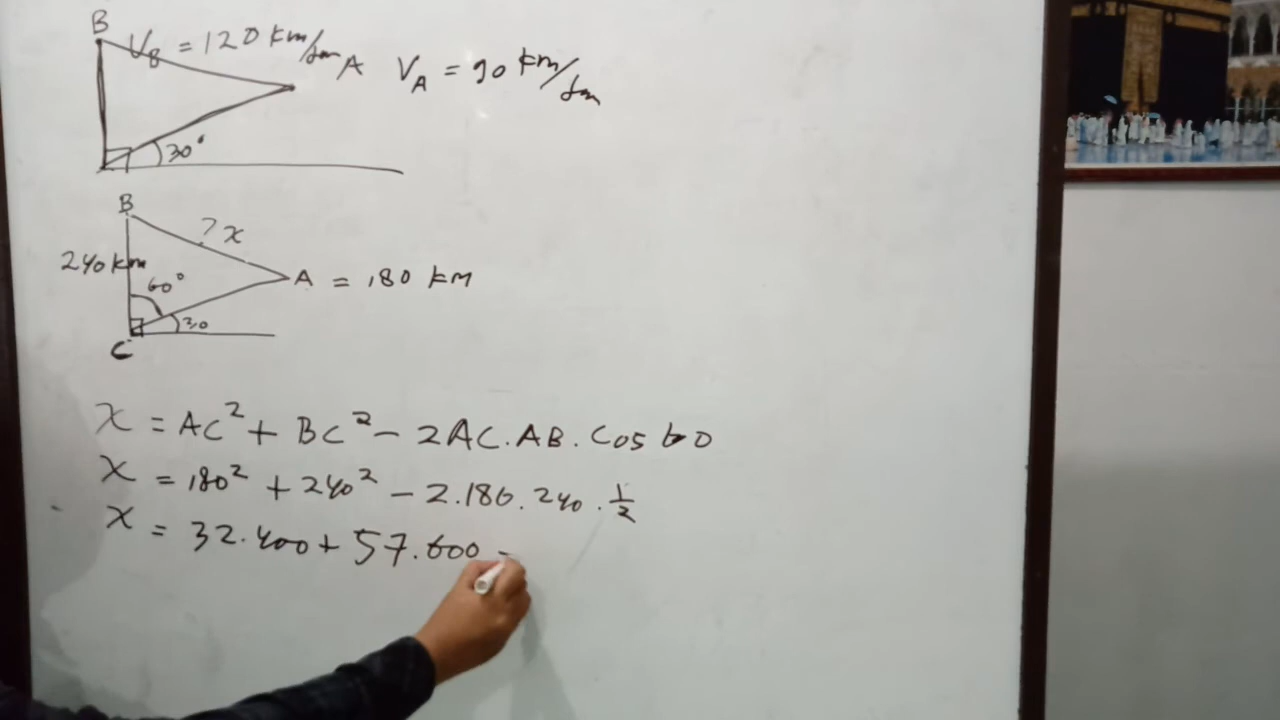 B
V_B = 120 km/Jam A V_A = 90 km/Jam
30°
B
? x
240 km
60°
A = 180 km
30
C
x = AC² + BC² - 2AC.AB. Cos 60
x = 180² + 240² - 2.180.240. 1/2
x = 32.400 + 57.600 -